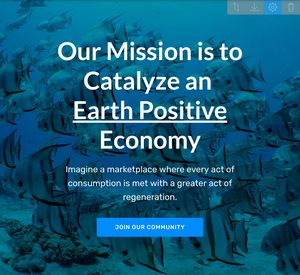 Our Mission is to
Catalyze an
Earth Positive
Economy
Imagine a marketplace where every act of
consumption is met with a greater act of
regeneration.
JOIN OUR COMMUNITY